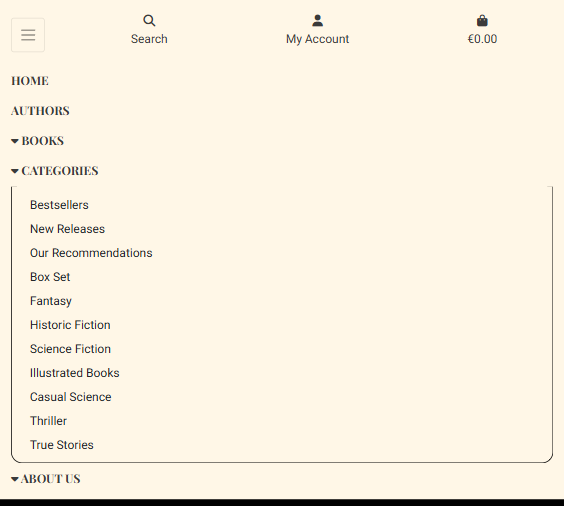 Search
My Account
€0.00
HOME
AUTHORS
BOOKS
CATEGORIES
Bestsellers
New Releases
Our Recommendations
Box Set
Fantasy
Historic Fiction
Science Fiction
Illustrated Books
Casual Science
Thriller
True Stories
ABOUT US